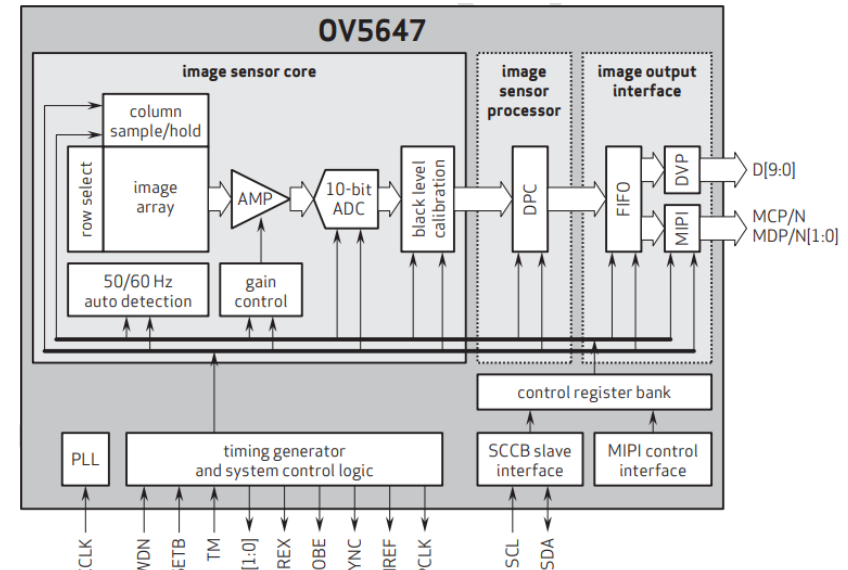 OV5647
image sensor core
image
sensor
processor
image output
interface
column
sample/hold
row select
image
array
AMP
10-bit
ADC
black level
calibration
DPC
FIFO
DVP
MIPI
D[9:0]
MCP/N
MDP/N[1:0]
50/60 Hz
auto detection
gain
control
control register bank
PLL
timing generator
and system control logic
SCCB slave
interface
MIPI control
interface
TM
SCL
SDA